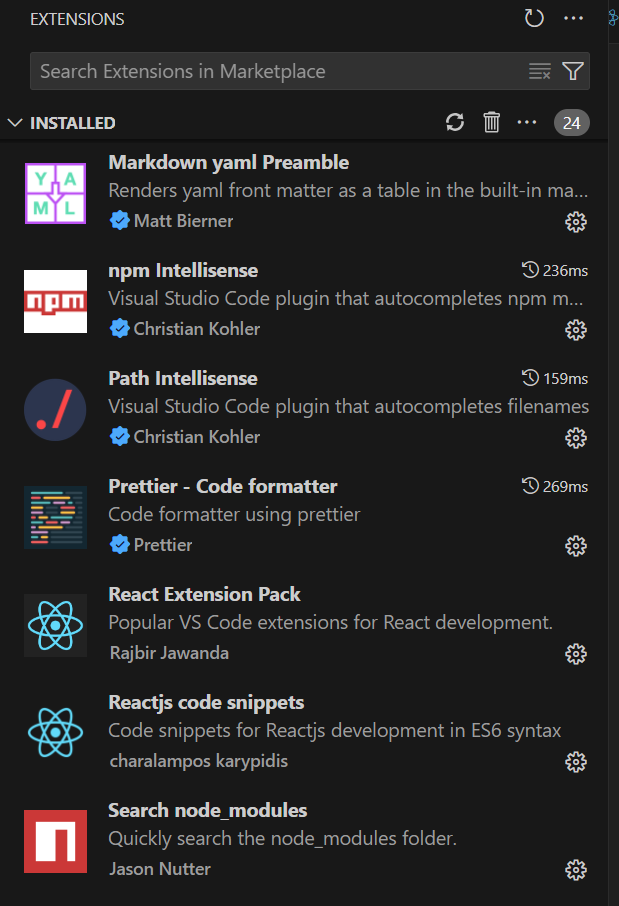 EXTENSIONS
Search Extensions in Marketplace
INSTALLED 24
YAML
Markdown yaml Preamble
Renders yaml front matter as a table in the built-in ma...
Matt Bierner
npm
npm Intellisense 236ms
Visual Studio Code plugin that autocompletes npm m...
Christian Kohler
./
Path Intellisense 159ms
Visual Studio Code plugin that autocompletes filenames
Christian Kohler
Prettier - Code formatter 269ms
Code formatter using prettier
Prettier
React Extension Pack
Popular VS Code extensions for React development.
Rajbir Jawanda
Reactjs code snippets
Code snippets for Reactjs development in ES6 syntax
charalampos karypidis
Search node_modules
Quickly search the node_modules folder.
Jason Nutter